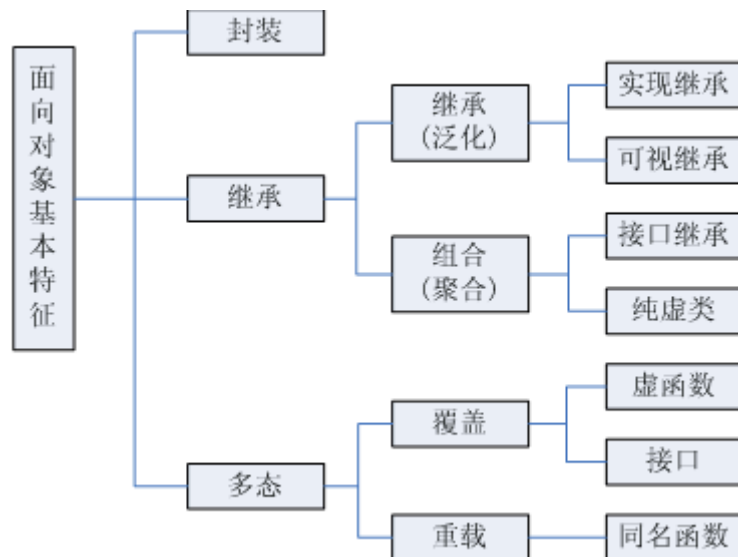 面向对象基本特征
封装
继承
继承
(泛化)
实现继承
可视继承
组合
(聚合)
接口继承
纯虚类
多态
覆盖
虚函数
接口
重载
同名函数